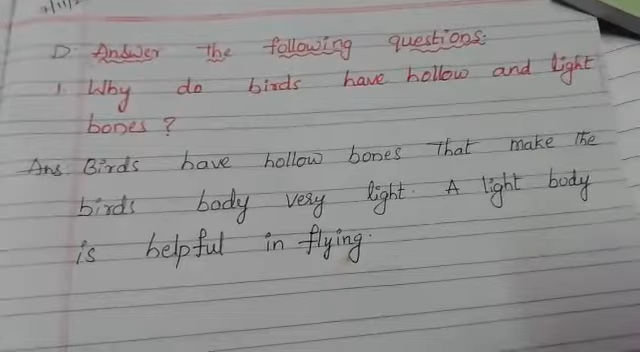 D. Answer the following questions:
1. Why do birds have hollow and light
bones?
Ans. Birds have hollow bones that make the
birds body very light. A light body
is helpful in flying.